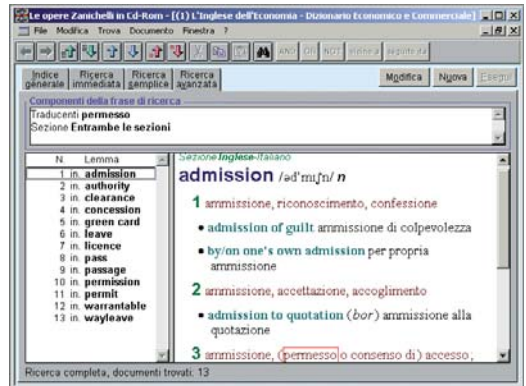 Le opere Zanichelli in Cd-Rom - [(1) L'Inglese dell'Economia - Dizionario Economico e Commerciale]
File Modifica Trova Documento Finestra ?
AND OR NOT vicino a seguito da
Indice generale
Ricerca immediata
Ricerca semplice
Ricerca avanzata
Modifica Nuova Esegui
Componenti della frase di ricerca
Traducenti permesso
Sezione Entrambe le sezioni
N. Lemma
1 in. admission
2 in. authority
3 in. clearance
4 in. concession
5 in. green card
6 in. leave
7 in. licence
8 in. pass
9 in. passage
10 in. permission
11 in. permit
12 in. warrantable
13 in. wayleave
Sezione Inglese-Italiano
admission /əd'mɪʃn/ n
1 ammissione, riconoscimento, confessione
• admission of guilt ammissione di colpevolezza
• by/on one's own admission per propria
ammissione
2 ammissione, accettazione, accoglimento
• admission to quotation (bor) ammissione alla
quotazione
3 ammissione, (permesso o consenso di) accesso;
Ricerca completa, documenti trovati: 13